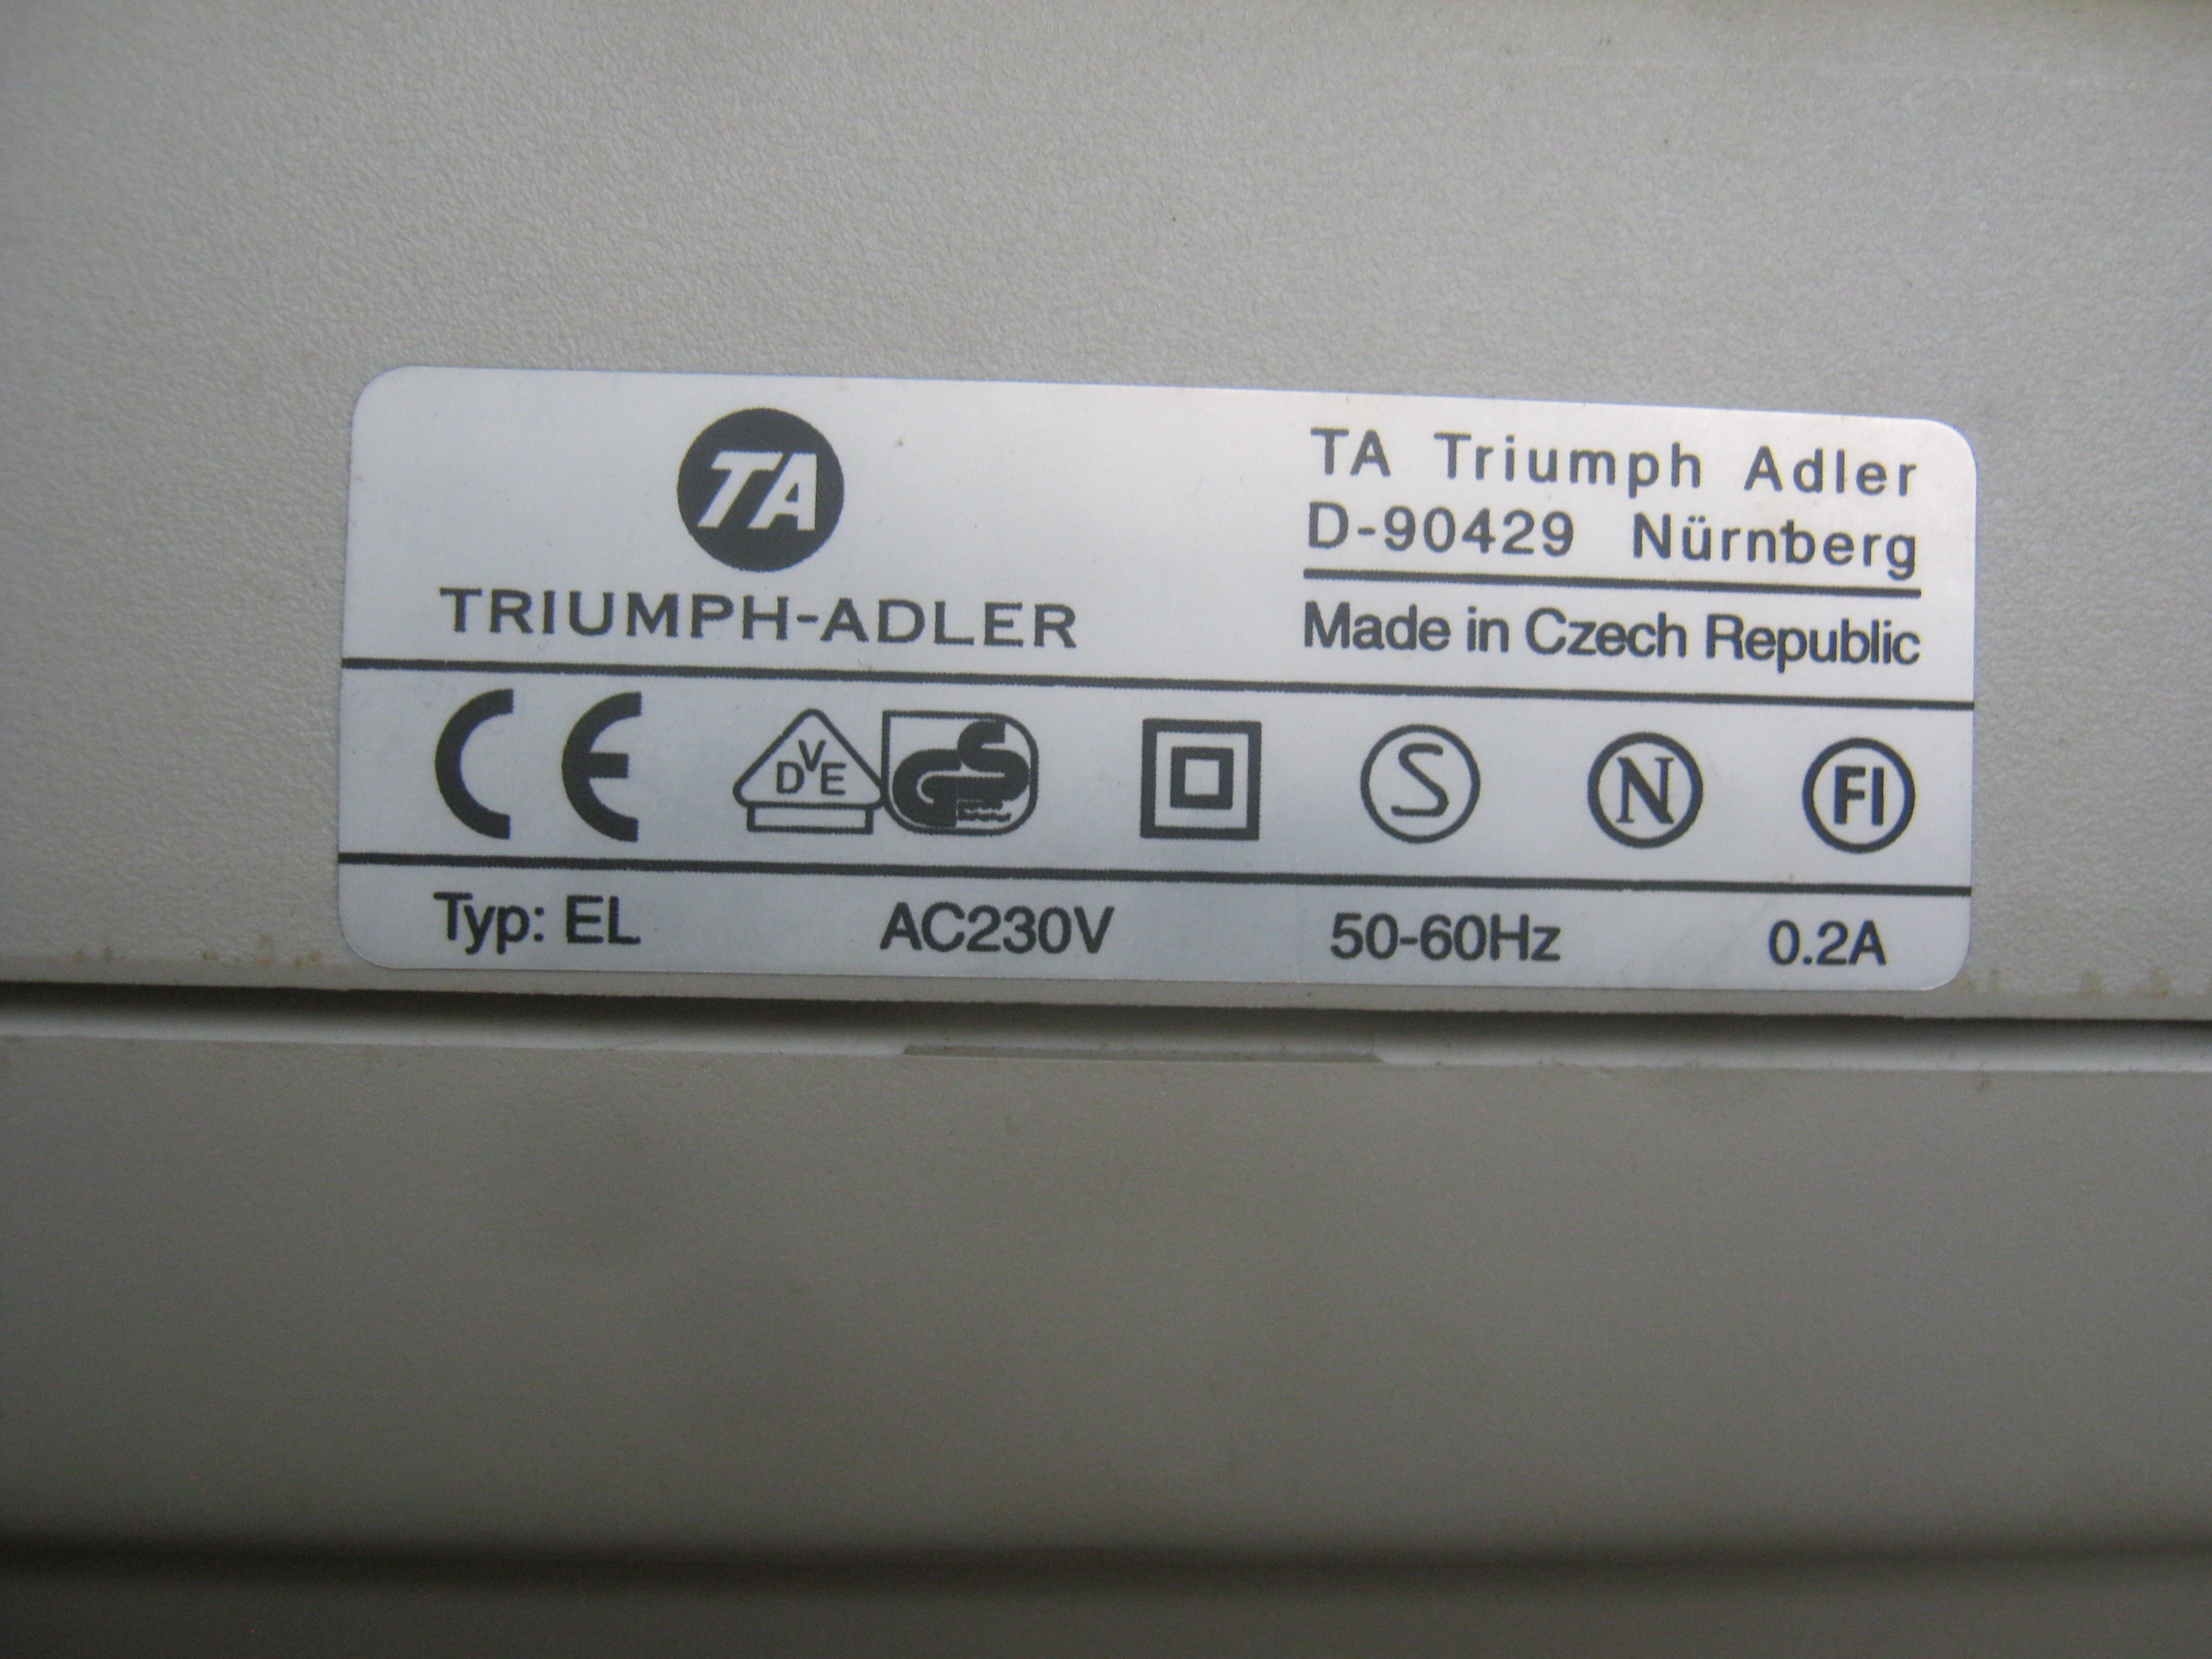 TA
TRIUMPH-ADLER
TA Triumph Adler
D-90429 Nürnberg
Made in Czech Republic
CE
DVE
GS
S
N
FI
Typ: EL AC230V 50-60Hz 0.2A